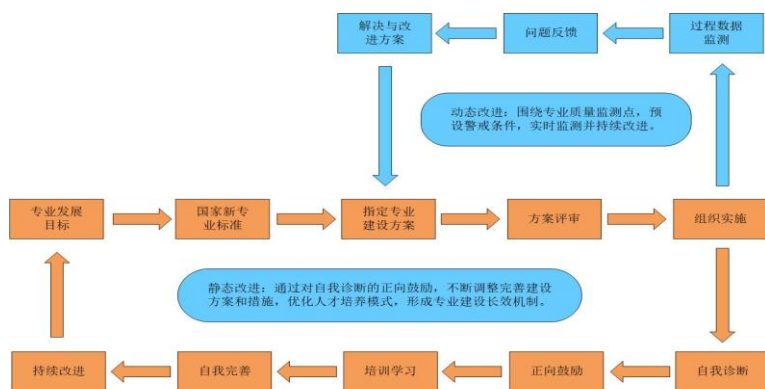 解决与改
进方案
问题反馈
过程数据
监测
动态改进：围绕专业质量监测点，预
设警戒条件，实时监测并持续改进。
专业发展
目标
国家新专
业标准
指定专业
建设方案
方案评审
组织实施
静态改进：通过对自我诊断的正向鼓励，不断调整完善建设
方案和措施，优化人才培养模式，形成专业建设长效机制。
持续改进
自我完善
培训学习
正向鼓励
自我诊断